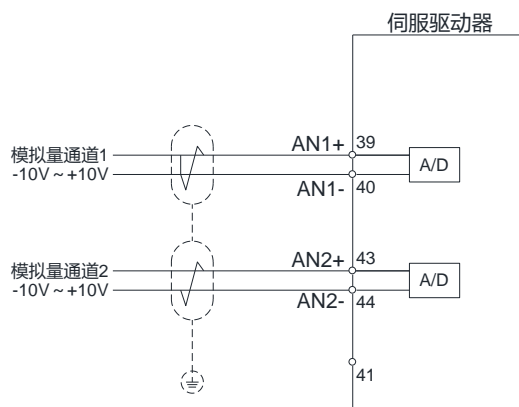 伺服驱动器
AN1+ 39
模拟量通道1
-10V~+10V
A/D
AN1- 40
AN2+ 43
模拟量通道2
-10V~+10V
A/D
AN2- 44
41